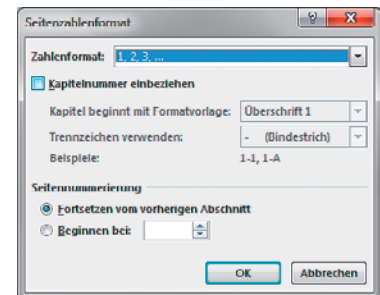 Seitenzahlenformat
Zahlenformat: 1, 2, 3, ...
Kapitelnummer einbeziehen
Kapitel beginnt mit Formatvorlage: Überschrift 1
Trennzeichen verwenden: - (Bindestrich)
Beispiele: 1-1, 1-A
Seitennummerierung
Fortsetzen vom vorherigen Abschnitt
Beginnen bei:
OK Abbrechen